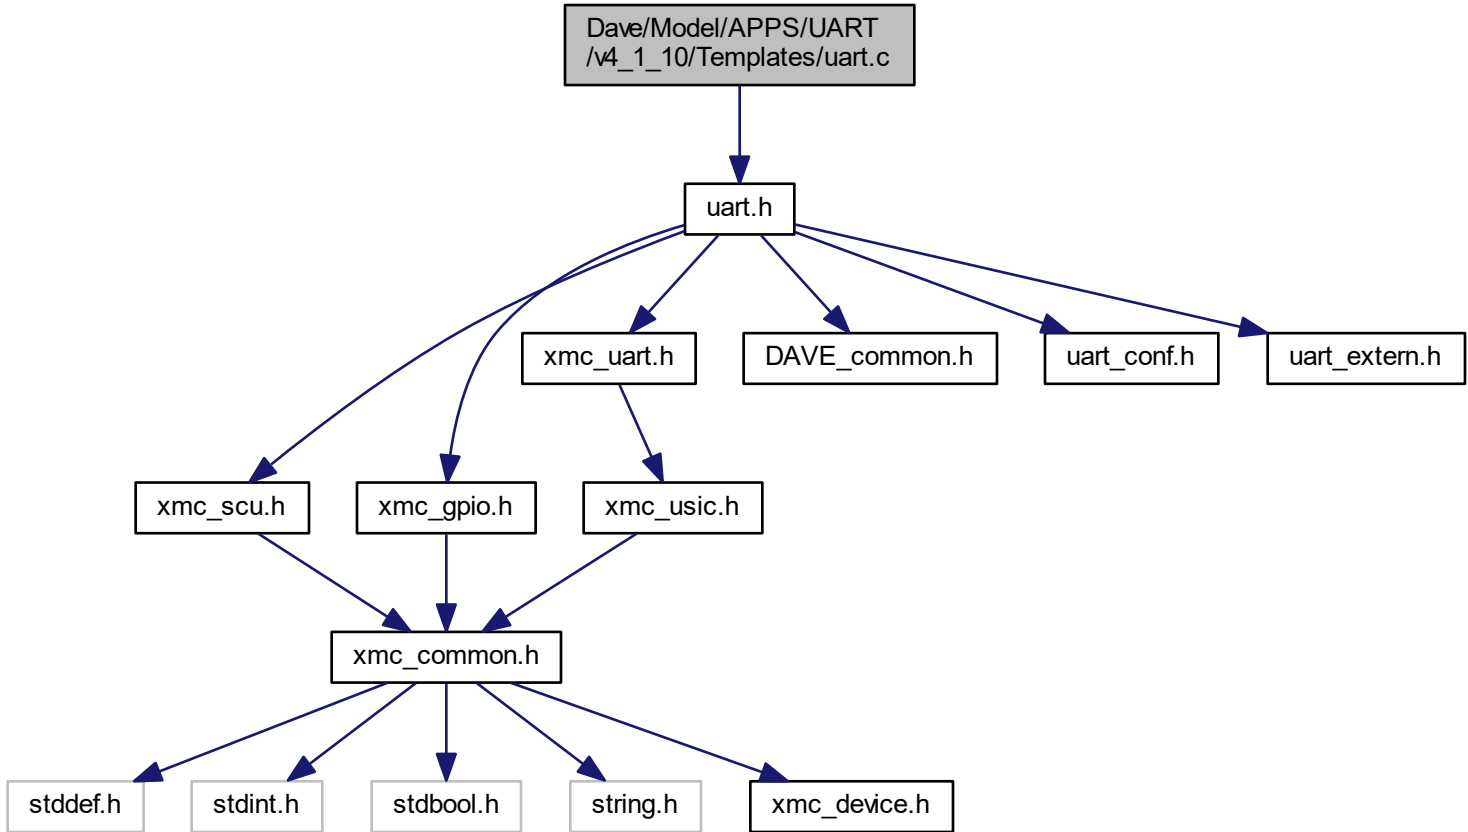 Dave/Model/APPS/UART
/v4_1_10/Templates/uart.c
uart.h
xmc_uart.h
DAVE_common.h
uart_conf.h
uart_extern.h
xmc_scu.h
xmc_gpio.h
xmc_usic.h
xmc_common.h
stddef.h
stdint.h
stdbool.h
string.h
xmc_device.h